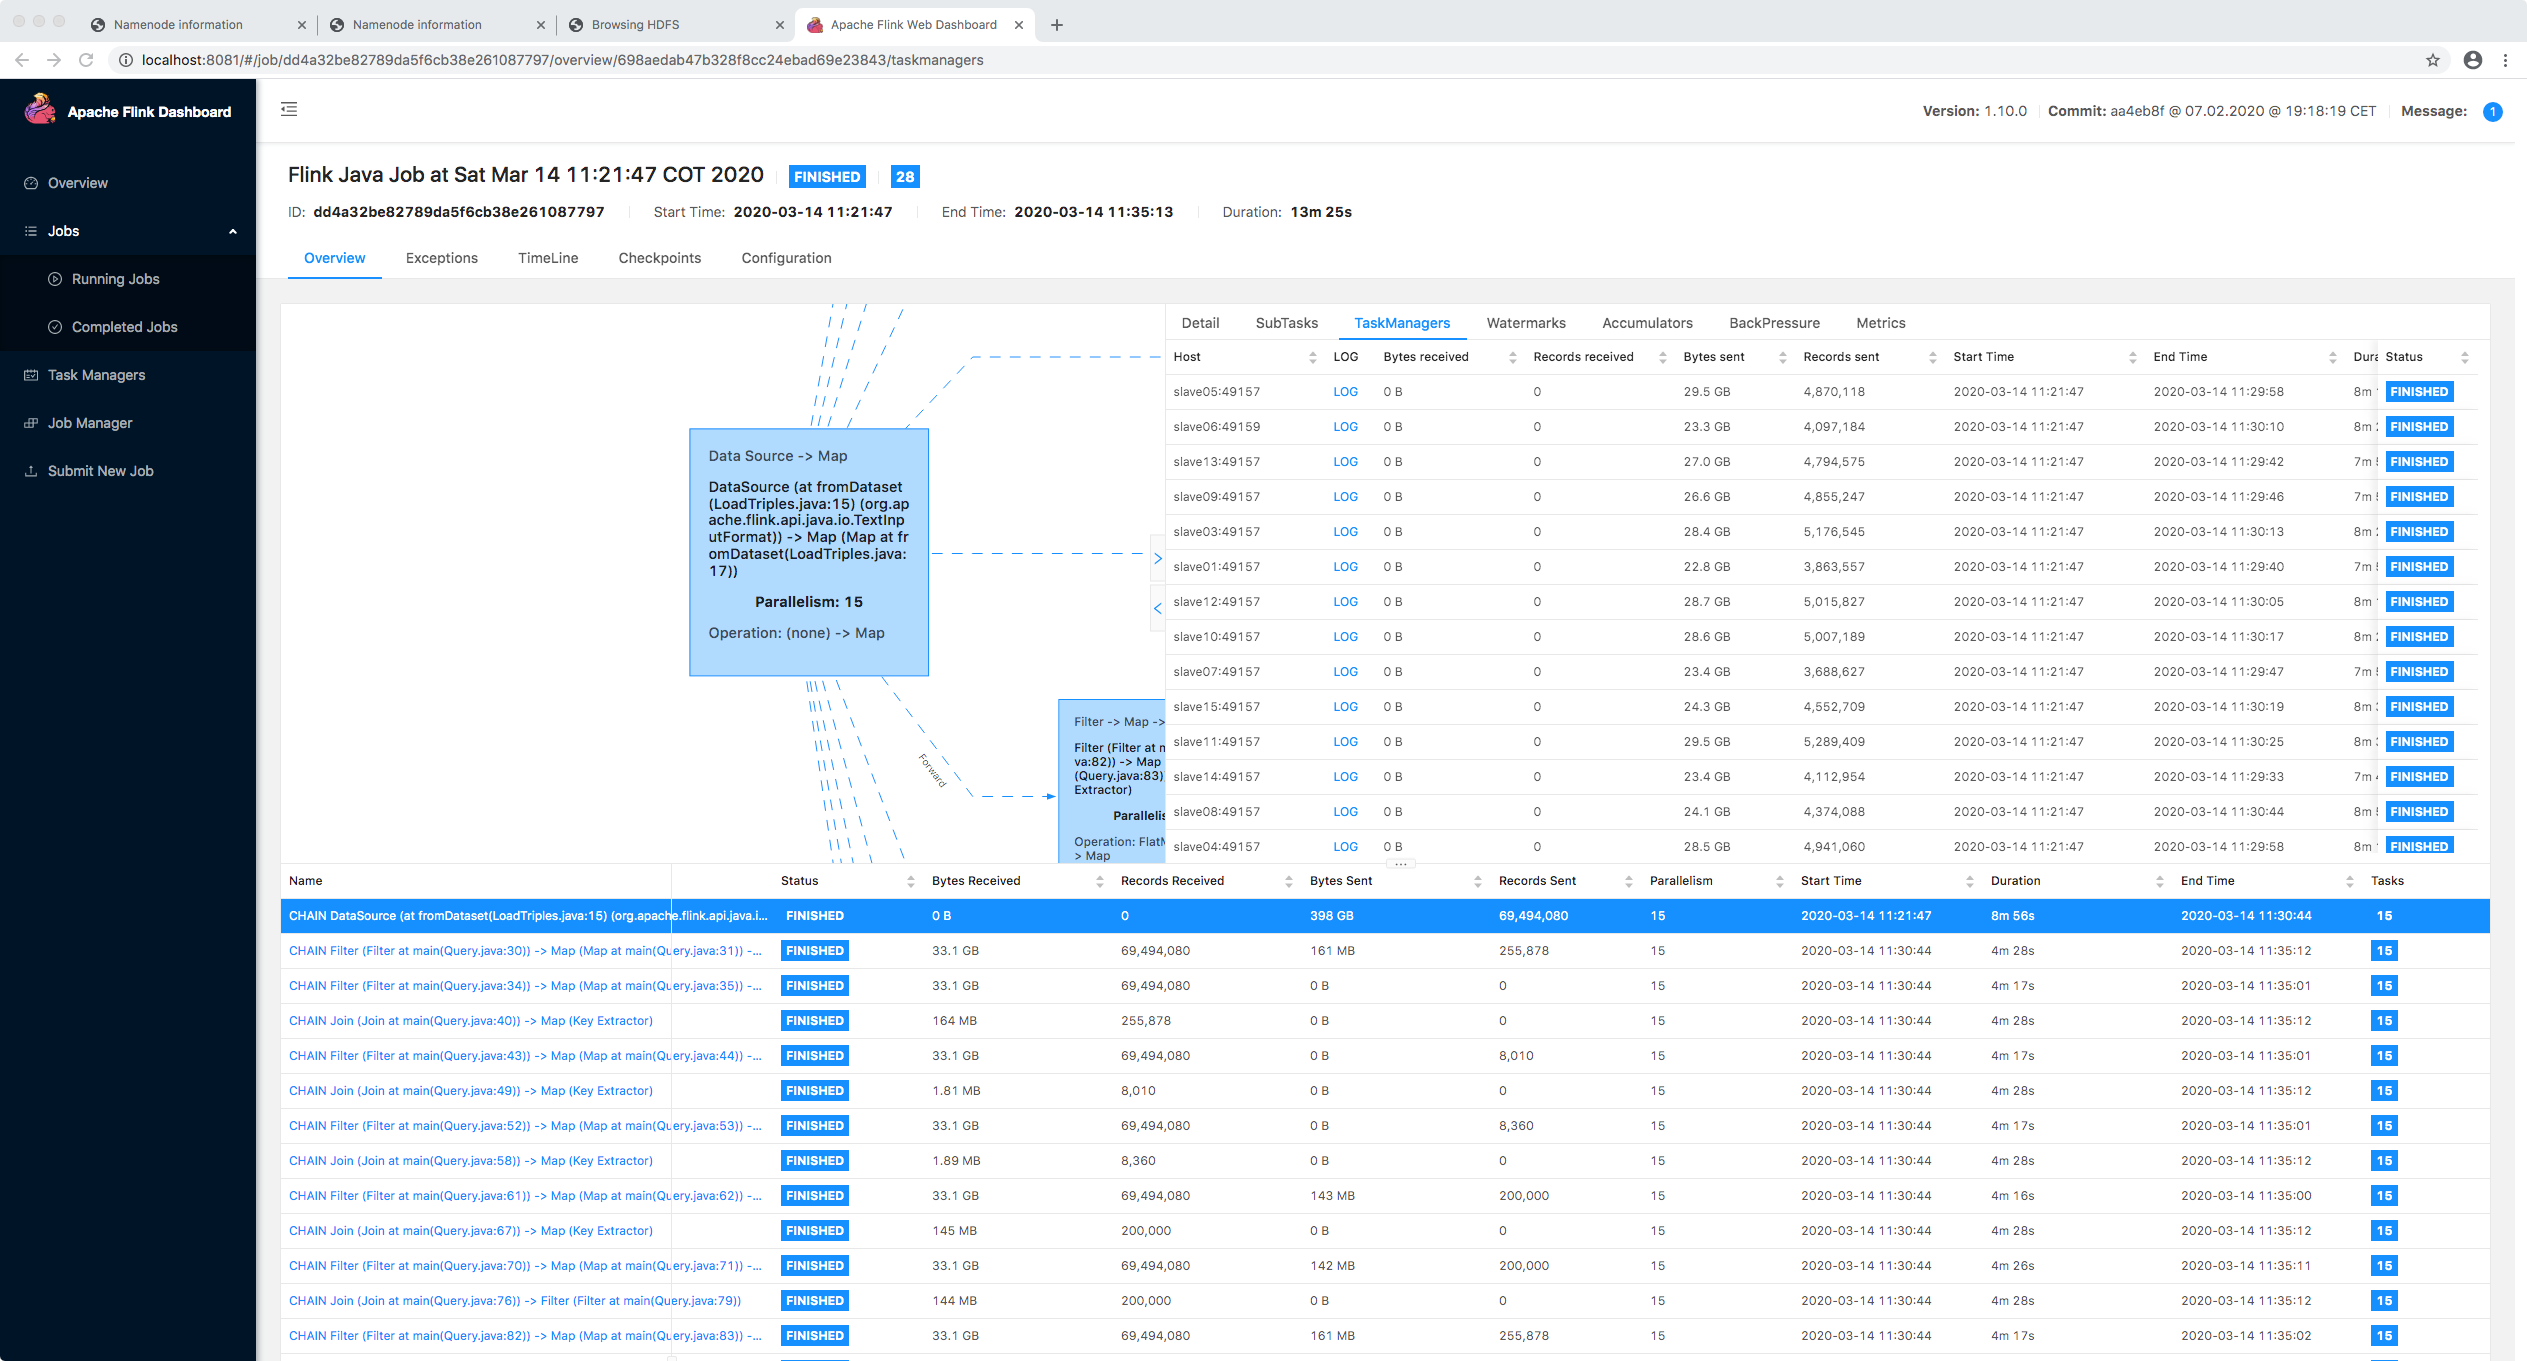 Namenode information
Namenode information
Browsing HDFS
Apache Flink Web Dashboard
localhost:8081/#/job/dd4a32be82789da5f6cb38e261087797/overview/698aedab47b328f8cc24ebad69e23843/taskmanagers
Apache Flink Dashboard
Version: 1.10.0 Commit: aa4eb8f @ 07.02.2020 @ 19:18:19 CET Message: 1
Overview
Jobs
Running Jobs
Completed Jobs
Task Managers
Job Manager
Submit New Job
Flink Java Job at Sat Mar 14 11:21:47 COT 2020 FINISHED 28
ID: dd4a32be82789da5f6cb38e261087797 Start Time: 2020-03-14 11:21:47 End Time: 2020-03-14 11:35:13 Duration: 13m 25s
Overview Exceptions TimeLine Checkpoints Configuration
Data Source -> Map
DataSource (at fromDataset
(LoadTriples.java:15) (org.ap
ache.flink.api.java.io.TextInp
utFormat)) -> Map (Map at fr
omDataset(LoadTriples.java:
17))
Parallelism: 15
Operation: (none) -> Map
Forward
Filter -> Map ->
Filter (Filter at m
va:82)) -> Map
(Query.java:83)
Extractor)
Parallelis
Operation: FlatM
> Map
Detail SubTasks TaskManagers Watermarks Accumulators BackPressure Metrics
Host LOG Bytes received Records received Bytes sent Records sent Start Time End Time Dura Status
slave05:49157 LOG 0 B 0 29.5 GB 4,870,118 2020-03-14 11:21:47 2020-03-14 11:29:58 8m FINISHED
slave06:49159 LOG 0 B 0 23.3 GB 4,097,184 2020-03-14 11:21:47 2020-03-14 11:30:10 8m FINISHED
slave13:49157 LOG 0 B 0 27.0 GB 4,794,575 2020-03-14 11:21:47 2020-03-14 11:29:42 7m FINISHED
slave09:49157 LOG 0 B 0 26.6 GB 4,855,247 2020-03-14 11:21:47 2020-03-14 11:29:46 7m FINISHED
slave03:49157 LOG 0 B 0 28.4 GB 5,176,545 2020-03-14 11:21:47 2020-03-14 11:30:13 8m FINISHED
slave01:49157 LOG 0 B 0 22.8 GB 3,863,557 2020-03-14 11:21:47 2020-03-14 11:29:40 7m FINISHED
slave12:49157 LOG 0 B 0 28.7 GB 5,015,827 2020-03-14 11:21:47 2020-03-14 11:30:05 8m FINISHED
slave10:49157 LOG 0 B 0 28.6 GB 5,007,189 2020-03-14 11:21:47 2020-03-14 11:30:17 8m FINISHED
slave07:49157 LOG 0 B 0 23.4 GB 3,688,627 2020-03-14 11:21:47 2020-03-14 11:29:47 7m FINISHED
slave15:49157 LOG 0 B 0 24.3 GB 4,552,709 2020-03-14 11:21:47 2020-03-14 11:30:19 8m FINISHED
slave11:49157 LOG 0 B 0 29.5 GB 5,289,409 2020-03-14 11:21:47 2020-03-14 11:30:25 8m FINISHED
slave14:49157 LOG 0 B 0 23.4 GB 4,112,954 2020-03-14 11:21:47 2020-03-14 11:29:33 7m FINISHED
slave08:49157 LOG 0 B 0 24.1 GB 4,374,088 2020-03-14 11:21:47 2020-03-14 11:30:44 8m FINISHED
slave04:49157 LOG 0 B 0 28.5 GB 4,941,060 2020-03-14 11:21:47 2020-03-14 11:29:58 8m FINISHED
Name Status Bytes Received Records Received Bytes Sent Records Sent Parallelism Start Time Duration End Time Tasks
CHAIN DataSource (at fromDataset(LoadTriples.java:15) (org.apache.flink.api.java.i... FINISHED 0 B 0 398 GB 69,494,080 15 2020-03-14 11:21:47 8m 56s 2020-03-14 11:30:44 15
CHAIN Filter (Filter at main(Query.java:30)) -> Map (Map at main(Query.java:31)) -... FINISHED 33.1 GB 69,494,080 161 MB 255,878 15 2020-03-14 11:30:44 4m 28s 2020-03-14 11:35:12 15
CHAIN Filter (Filter at main(Query.java:34)) -> Map (Map at main(Query.java:35)) -... FINISHED 33.1 GB 69,494,080 0 B 0 15 2020-03-14 11:30:44 4m 17s 2020-03-14 11:35:01 15
CHAIN Join (Join at main(Query.java:40)) -> Map (Key Extractor) FINISHED 164 MB 255,878 0 B 0 15 2020-03-14 11:30:44 4m 28s 2020-03-14 11:35:12 15
CHAIN Filter (Filter at main(Query.java:43)) -> Map (Map at main(Query.java:44)) -... FINISHED 33.1 GB 69,494,080 0 B 8,010 15 2020-03-14 11:30:44 4m 17s 2020-03-14 11:35:01 15
CHAIN Join (Join at main(Query.java:49)) -> Map (Key Extractor) FINISHED 1.81 MB 8,010 0 B 0 15 2020-03-14 11:30:44 4m 28s 2020-03-14 11:35:12 15
CHAIN Filter (Filter at main(Query.java:52)) -> Map (Map at main(Query.java:53)) -... FINISHED 33.1 GB 69,494,080 0 B 8,360 15 2020-03-14 11:30:44 4m 17s 2020-03-14 11:35:01 15
CHAIN Join (Join at main(Query.java:58)) -> Map (Key Extractor) FINISHED 1.89 MB 8,360 0 B 0 15 2020-03-14 11:30:44 4m 28s 2020-03-14 11:35:12 15
CHAIN Filter (Filter at main(Query.java:61)) -> Map (Map at main(Query.java:62)) -... FINISHED 33.1 GB 69,494,080 143 MB 200,000 15 2020-03-14 11:30:44 4m 16s 2020-03-14 11:35:00 15
CHAIN Join (Join at main(Query.java:67)) -> Map (Key Extractor) FINISHED 145 MB 200,000 0 B 0 15 2020-03-14 11:30:44 4m 28s 2020-03-14 11:35:12 15
CHAIN Filter (Filter at main(Query.java:70)) -> Map (Map at main(Query.java:71)) -... FINISHED 33.1 GB 69,494,080 142 MB 200,000 15 2020-03-14 11:30:44 4m 26s 2020-03-14 11:35:11 15
CHAIN Join (Join at main(Query.java:76)) -> Filter (Filter at main(Query.java:79)) FINISHED 144 MB 200,000 0 B 0 15 2020-03-14 11:30:44 4m 28s 2020-03-14 11:35:12 15
CHAIN Filter (Filter at main(Query.java:82)) -> Map (Map at main(Query.java:83)) -... FINISHED 33.1 GB 69,494,080 161 MB 255,878 15 2020-03-14 11:30:44 4m 17s 2020-03-14 11:35:02 15